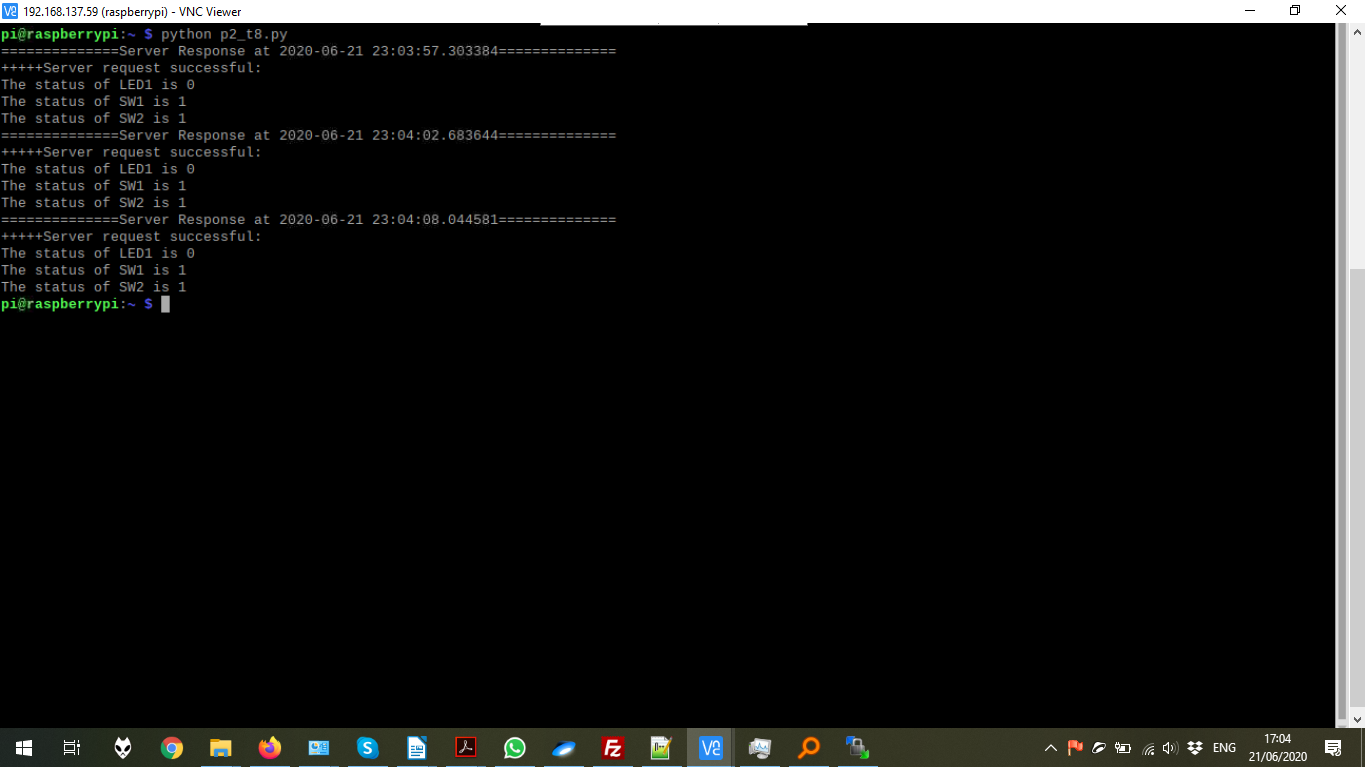 192.168.137.59 (raspberrypi) - VNC Viewer
pi@raspberrypi:~ $ python p2_t8.py
==============Server Response at 2020-06-21 23:03:57.303384==============
+++++Server request successful:
The status of LED1 is 0
The status of SW1 is 1
The status of SW2 is 1
==============Server Response at 2020-06-21 23:04:02.683644==============
+++++Server request successful:
The status of LED1 is 0
The status of SW1 is 1
The status of SW2 is 1
==============Server Response at 2020-06-21 23:04:08.044581==============
+++++Server request successful:
The status of LED1 is 0
The status of SW1 is 1
The status of SW2 is 1
pi@raspberrypi:~ $
ENG
17:04
21/06/2020